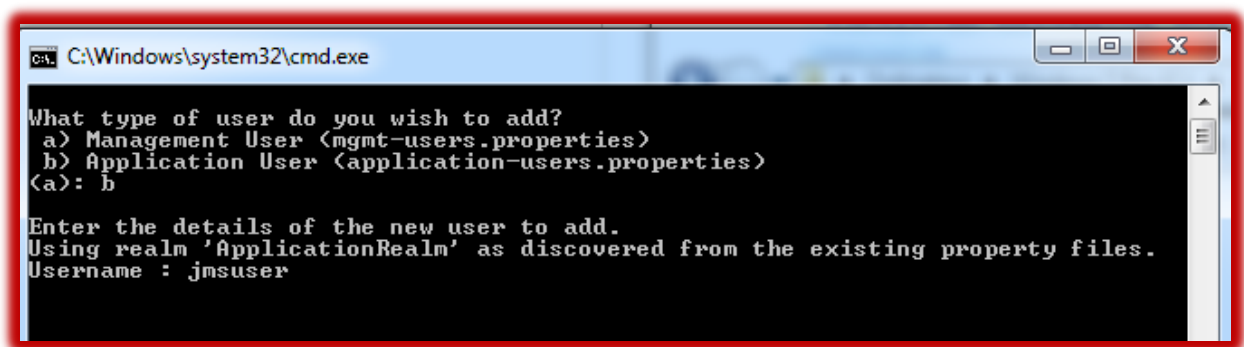 C:\Windows\system32\cmd.exe
What type of user do you wish to add?
a) Management User (mgmt-users.properties)
b) Application User (application-users.properties)
(a): b
Enter the details of the new user to add.
Using realm 'ApplicationRealm' as discovered from the existing property files.
Username : jmsuser